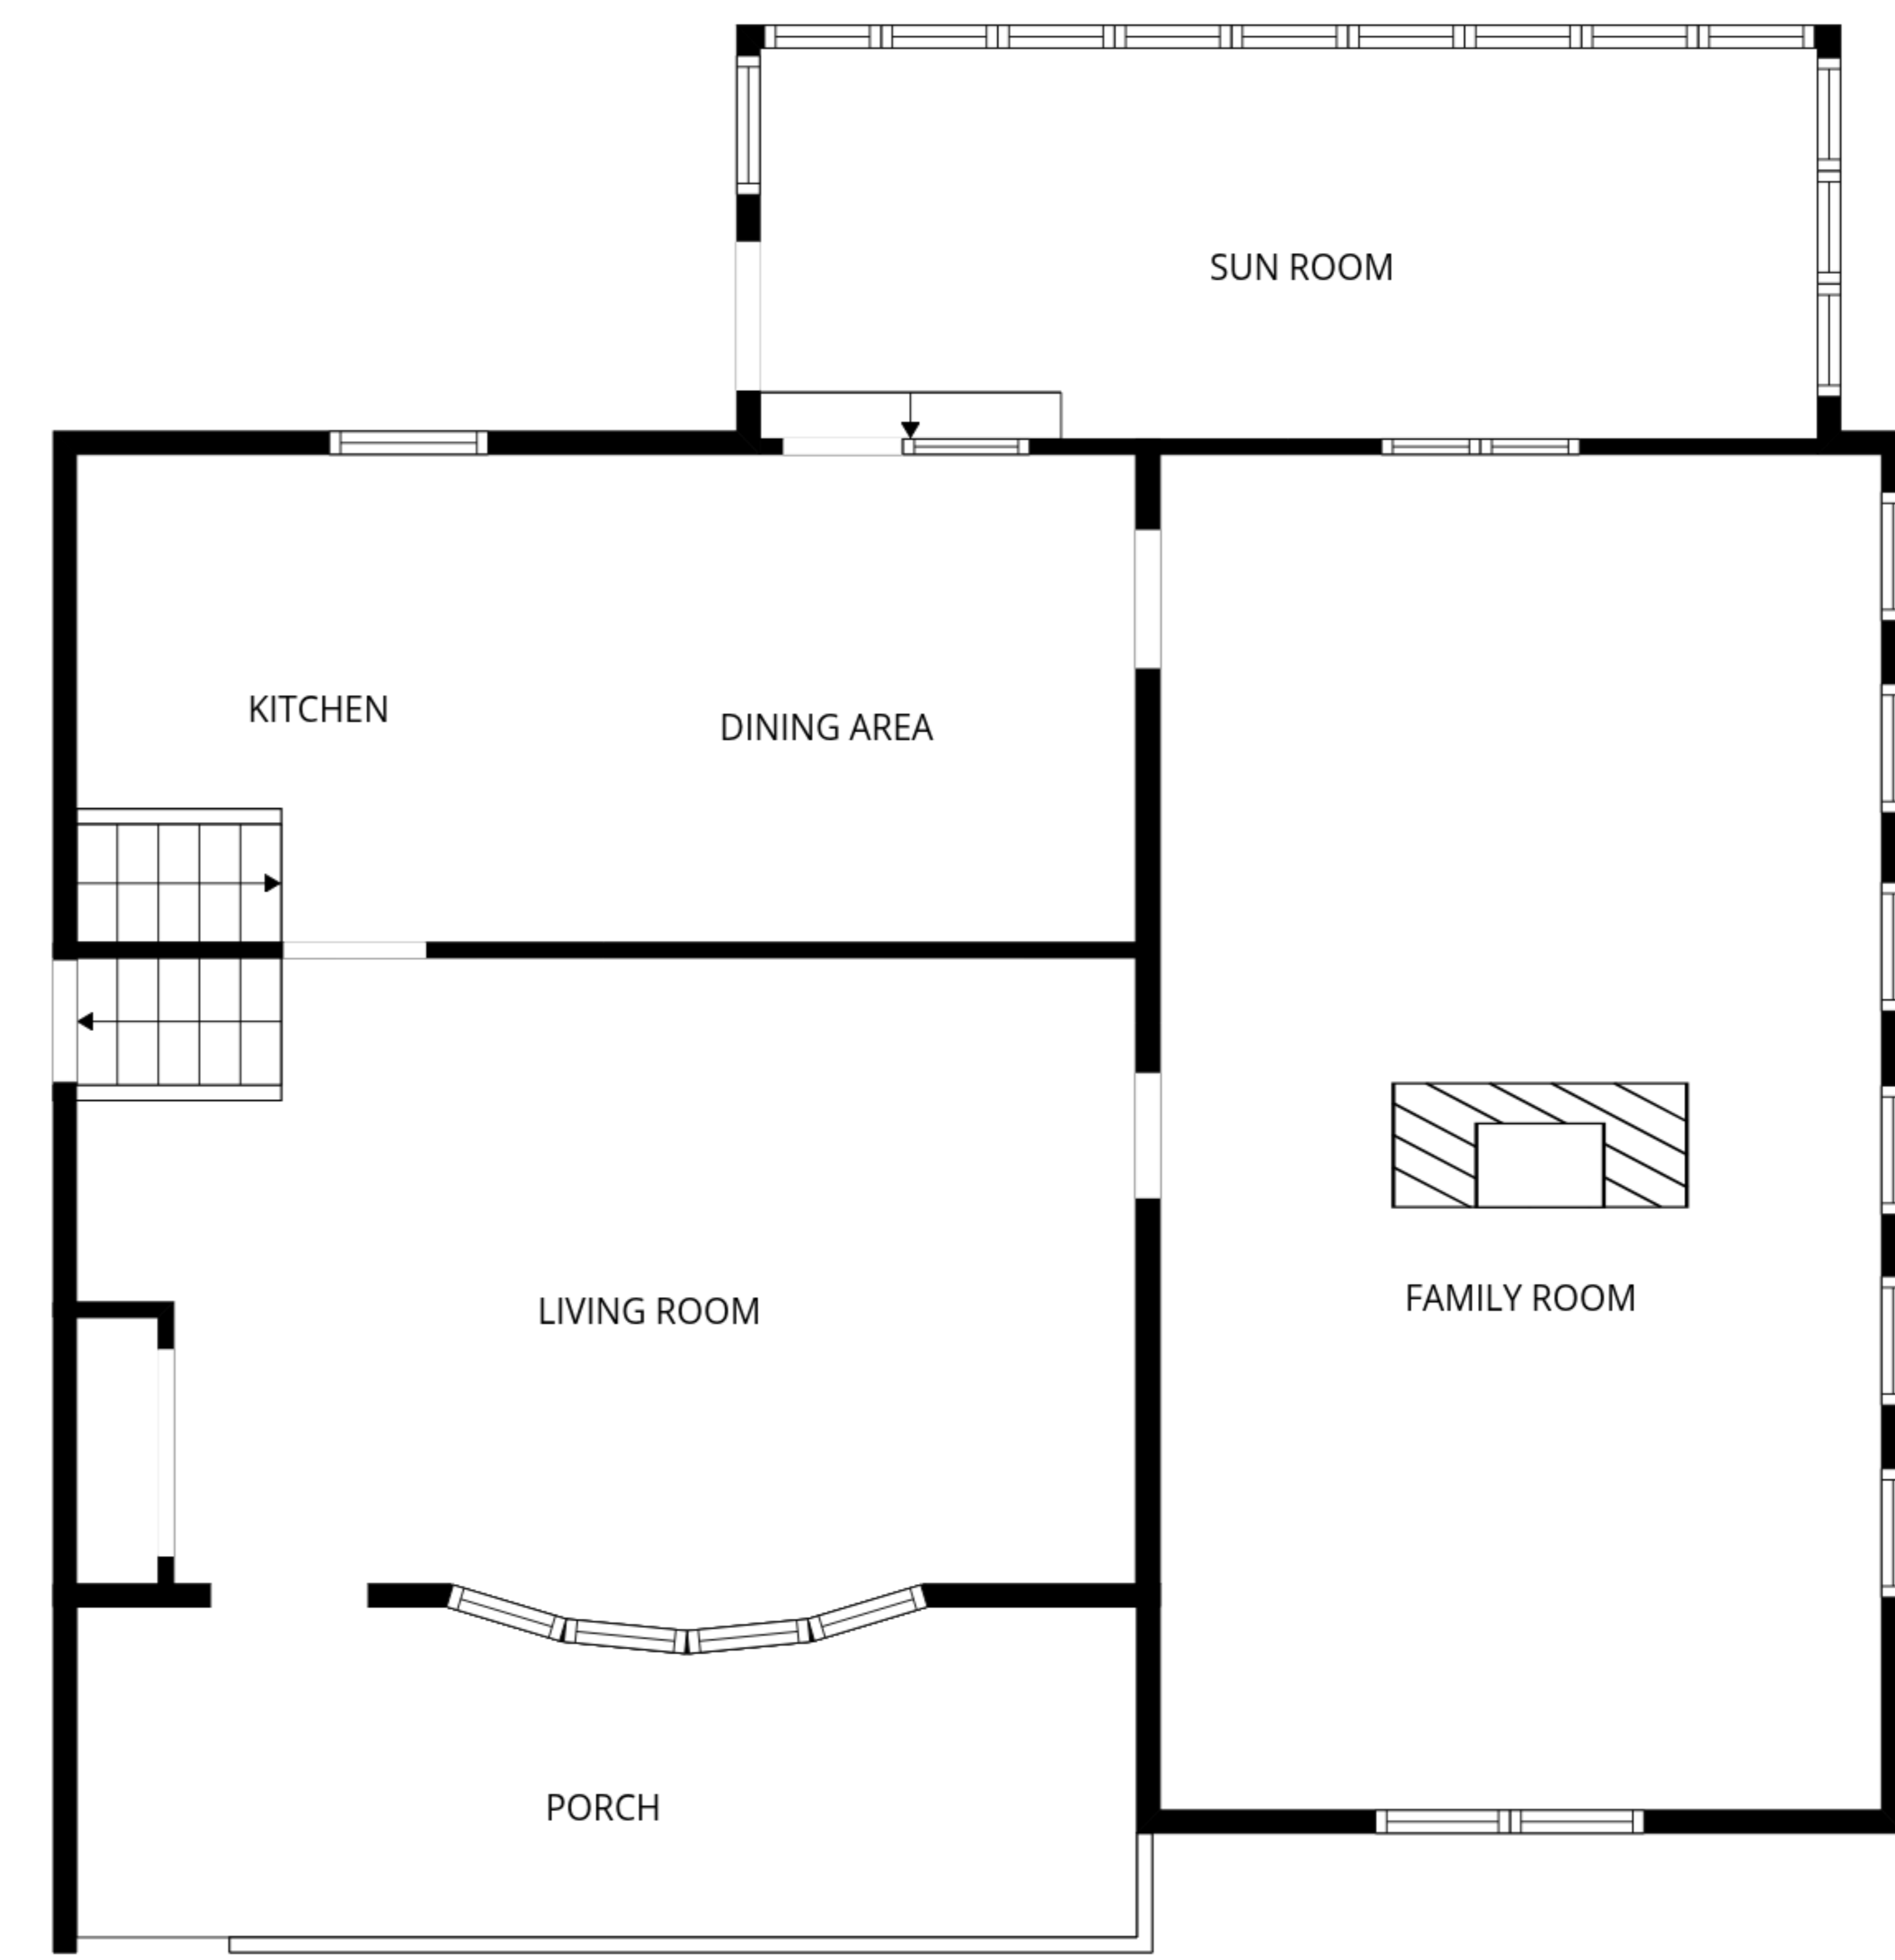 SUN ROOM
KITCHEN
DINING AREA
LIVING ROOM
FAMILY ROOM
PORCH